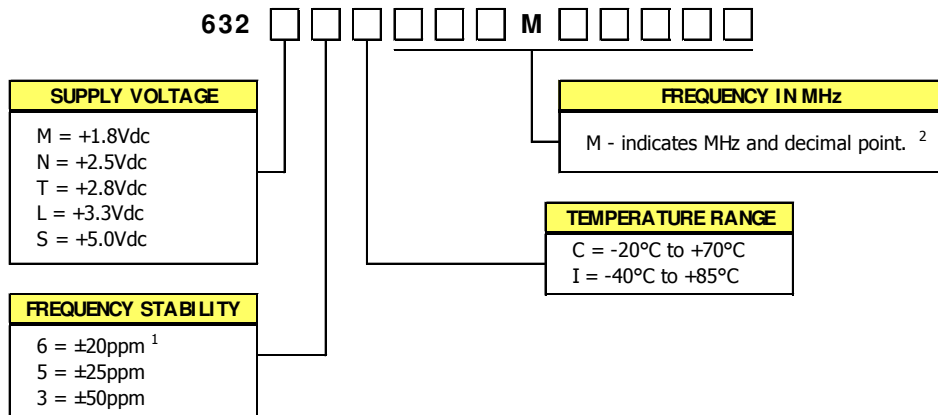 632 M
SUPPLY VOLTAGE
M = +1.8Vdc
N = +2.5Vdc
T = +2.8Vdc
L = +3.3Vdc
S = +5.0Vdc
FREQUENCY IN MHz
M - indicates MHz and decimal point. 2
TEMPERATURE RANGE
C = -20°C to +70°C
I = -40°C to +85°C
FREQUENCY STABILITY
6 = ±20ppm 1
5 = ±25ppm
3 = ±50ppm